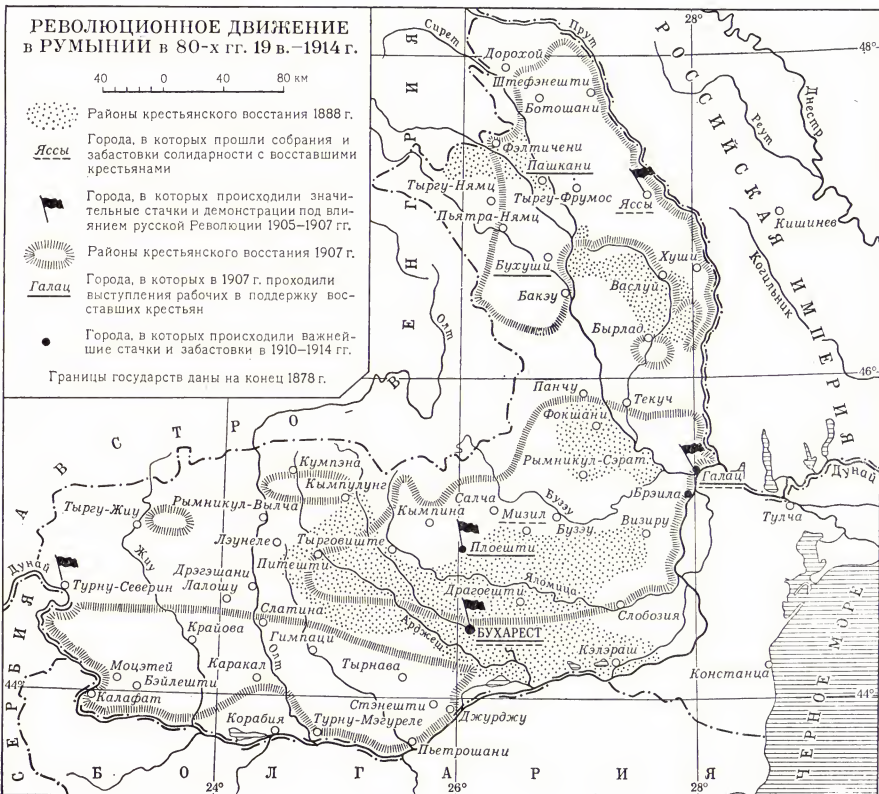 РЕВОЛЮЦИОННОЕ ДВИЖЕНИЕ
в РУМЫНИИ в 80-х гг. 19 в.—1914 г.
40 0 40 80 км
Районы крестьянского восстания 1888 г.
Яссы
Города, в которых прошли собрания и
забастовки солидарности с восставшими
крестьянами
Города, в которых происходили значи-
тельные стачки и демонстрации под вли-
янием русской Революции 1905—1907 гг.
Районы крестьянского восстания 1907 г.
Галац
Города, в которых в 1907 г. проходили
выступления рабочих в поддержку вос-
ставших крестьян
Города, в которых происходили важней-
шие стачки и забастовки в 1910—1914 гг.
Границы государств даны на конец 1878 г.
28°
48°
Сирет
Прут
Дорохой
Штефэнешти
Ботошани
Фэлтичени
Пашкани
Тыргу-Нямц
Тыргу-Фрумос
Яссы
Пьятра-Нямц
Бухуши
Хуши
Васлуй
Бакэу
Бырлад
Олт
Днестр
Реут
Кишинев
Когильник
РОССИЙСКАЯ ИМПЕРИЯ
46°
АВСТРО-ВЕНГРИЯ
Панчу
Текуч
Фокшани
Рымникул-Сэрат.
Галац
Дунай
Брэила
Тулча
Кумпэна
Кымпулунг
Салча
Бузэу
Тыргу-Жиу
Рымникул-Вылча
Кымпина
Мизил
Бузэу
Визиру
Лэунеле
Тырговиште
Плоешти
Жиу
Питешти
Дунай
Дрэгэшани
Лалошу
Яломица
Драгоешти
Турну-Северин
Слатина
Арджеш
БУХАРЕСТ
Слобозия
Крайова
Гимпаци
Кэлэраш
Моцэтей
Каракал
Олт
Тырнава
Констанца
44°
Бэйлешти
Калафат
Стэнешти
44°
Корабия
Турну-Мэгуреле
Джурджу
Пьетрошани
СЕРБИЯ
БОЛГАРИЯ
ЧЕРНОЕ МОРЕ
24°
26°
28°